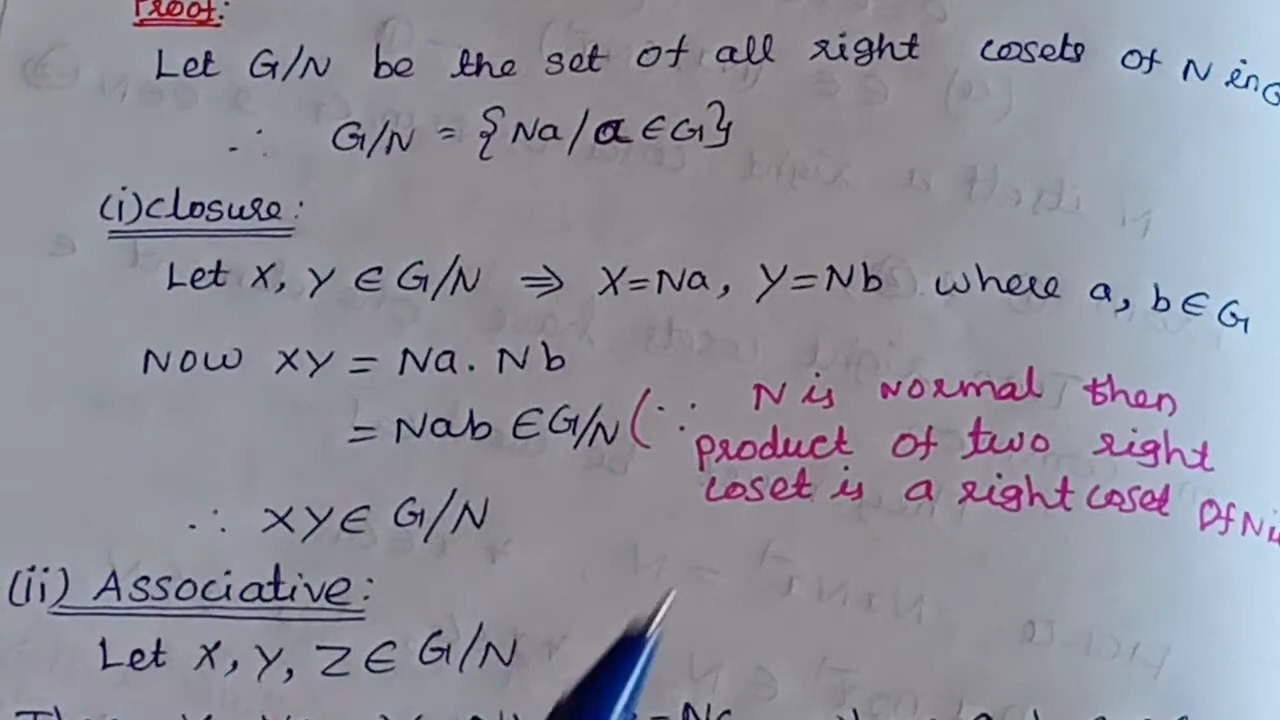 Proof:
Let G/N be the set of all right cosets of N in G
∴ G/N = {Na/a∈G}
(i) closure:
Let X, Y ∈ G/N ⇒ X=Na, Y=Nb where a, b∈G
Now XY = Na. Nb
= Nab ∈G/N (∵ N is normal then
product of two right
coset is a right coset of N
∴ XY∈ G/N
(ii) Associative:
Let X, Y, Z∈ G/N